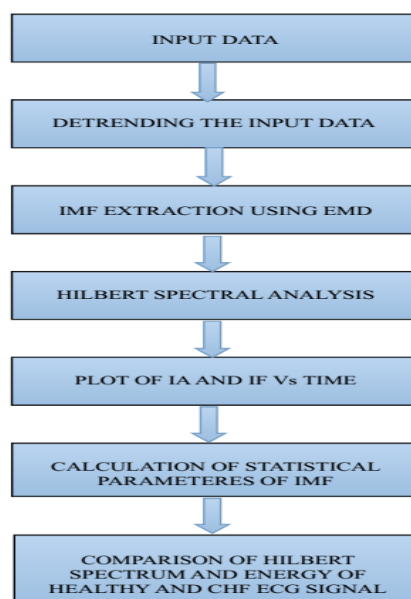 INPUT DATA
DETRENDING THE INPUT DATA
IMF EXTRACTION USING EMD
HILBERT SPECTRAL ANALYSIS
PLOT OF IA AND IF Vs TIME
CALCULATION OF STATISTICAL
PARAMETERES OF IMF
COMPARISON OF HILBERT
SPECTRUM AND ENERGY OF
HEALTHY AND CHF ECG SIGNAL